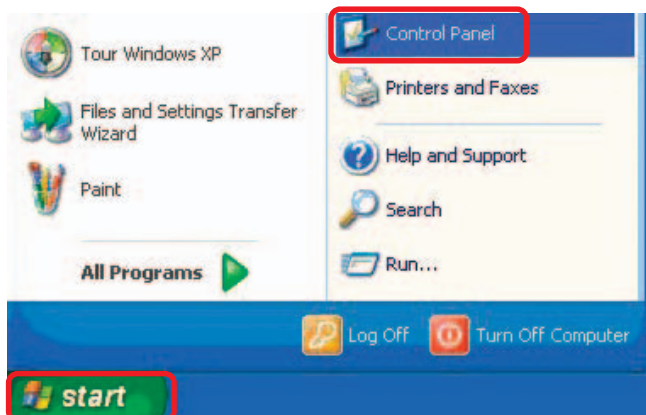 Tour Windows XP
Files and Settings Transfer
Wizard
Paint
All Programs
Control Panel
Printers and Faxes
Help and Support
Search
Run...
Log Off
Turn Off Computer
start